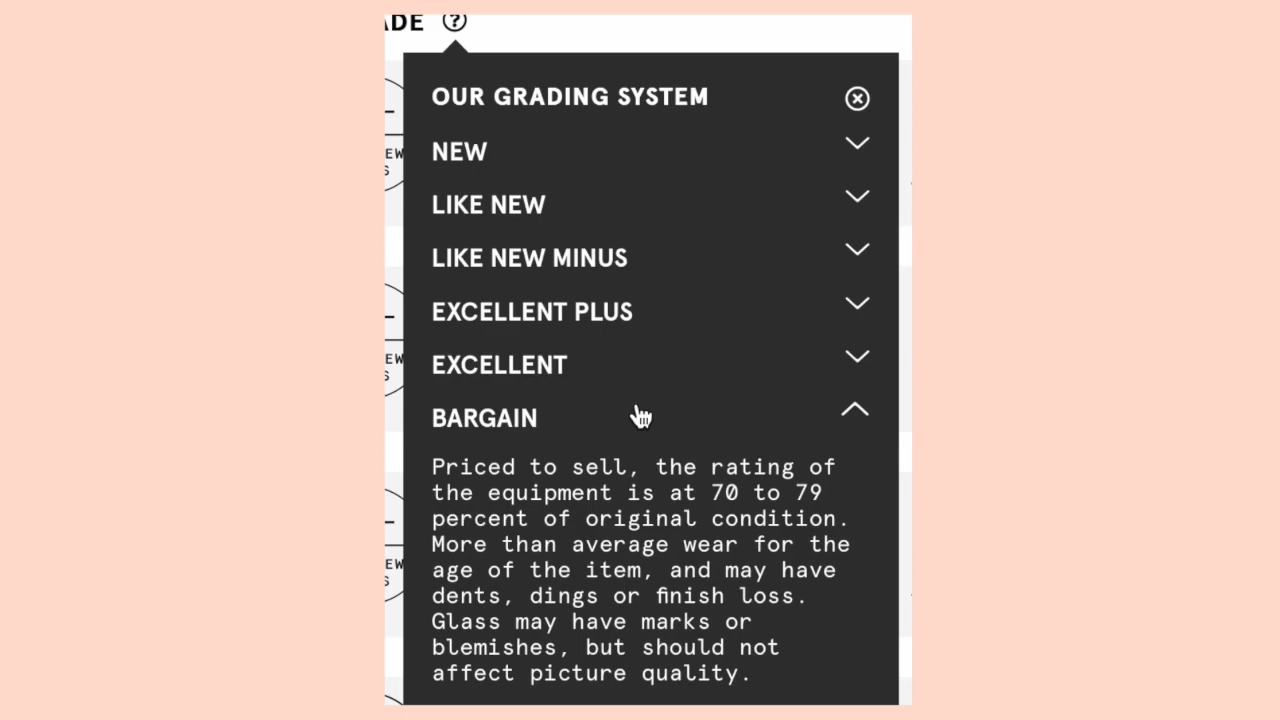 ADE ?
OUR GRADING SYSTEM
NEW
LIKE NEW
LIKE NEW MINUS
EXCELLENT PLUS
EXCELLENT
BARGAIN
Priced to sell, the rating of
the equipment is at 70 to 79
percent of original condition.
More than average wear for the
age of the item, and may have
dents, dings or finish loss.
Glass may have marks or
blemishes, but should not
affect picture quality.